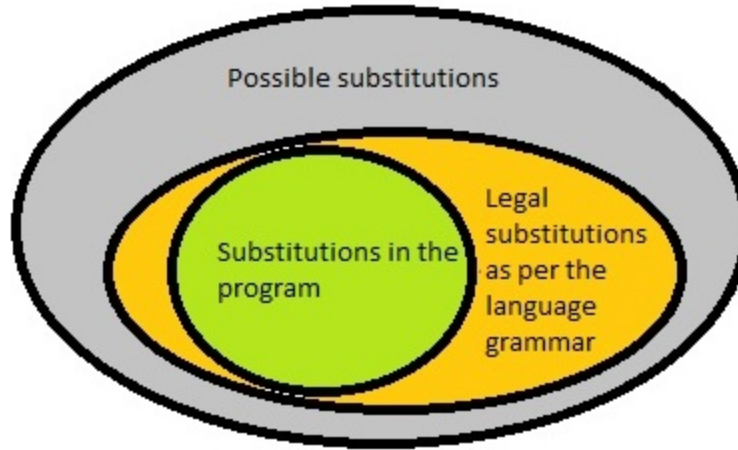 Possible substitutions
Legal
substitutions
as per the
language
grammar
Substitutions in the
program